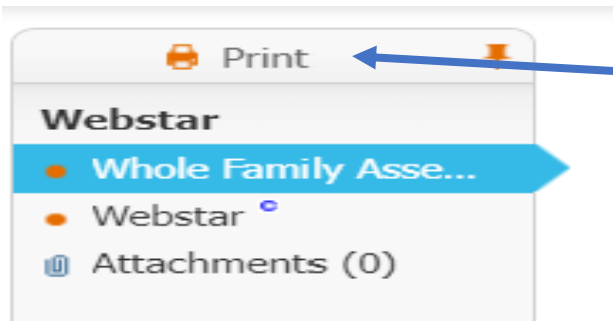 Print
Webstar
Whole Family Asse...
Webstar ©
Attachments (0)